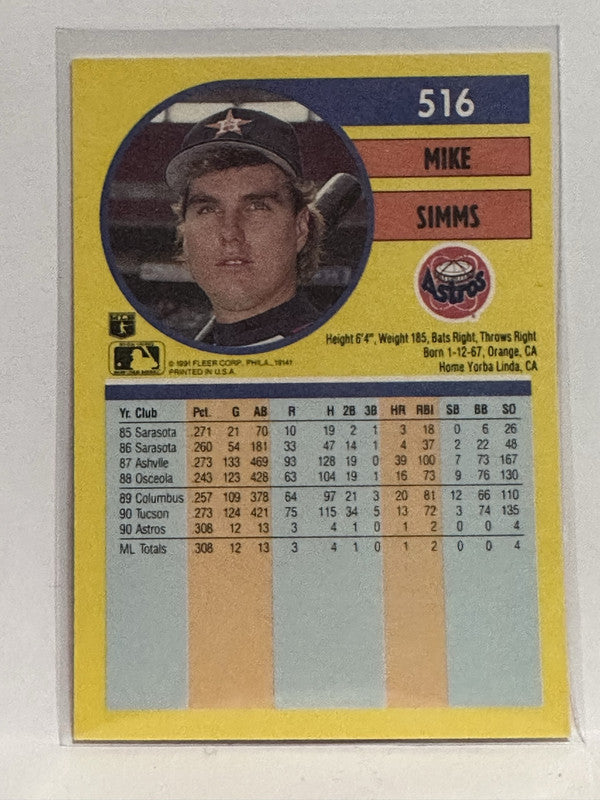 516
MIKE
SIMMS
Astros
Height 6'4", Weight 185, Bats Right, Throws Right
Born 1-12-67, Orange, CA
Home Yorba Linda, CA
© 1991 FLEER CORP., PHILA., 19141
PRINTED IN U.S.A.
Yr. Club Pct. G AB R H 2B 3B HR RBI SB BB SO
85 Sarasota .271 21 70 10 19 2 1 3 18 0 6 26
86 Sarasota .260 54 181 33 47 14 1 4 37 2 22 48
87 Ashvlle .273 133 469 93 128 19 0 39 100 7 73 167
88 Osceola .243 123 428 63 104 19 1 16 73 9 76 130
89 Columbus .257 109 378 64 97 21 3 20 81 12 66 110
90 Tucson .273 124 421 75 115 34 5 13 72 3 74 135
90 Astros .308 12 13 3 4 1 0 1 2 0 0 4
ML Totals .308 12 13 3 4 1 0 1 2 0 0 4